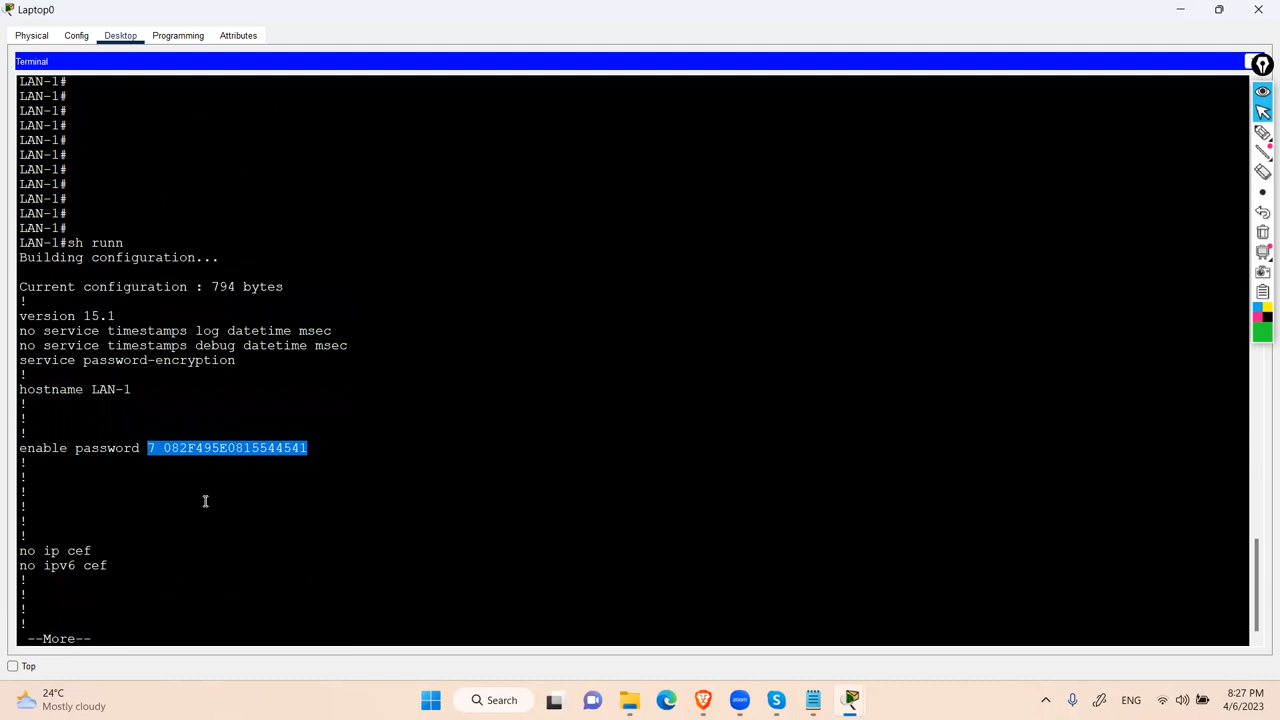 Laptop0
Physical Config Desktop Programming Attributes
Terminal
LAN-1#
LAN-1#
LAN-1#
LAN-1#
LAN-1#
LAN-1#
LAN-1#
LAN-1#
LAN-1#
LAN-1#
LAN-1#
LAN-1#sh runn
Building configuration...
Current configuration : 794 bytes
!
version 15.1
no service timestamps log datetime msec
no service timestamps debug datetime msec
service password-encryption
!
hostname LAN-1
!
!
!
enable password 7 082F495E0815544541
!
!
!
!
!
!
no ip cef
no ipv6 cef
!
!
!
!
--More--
Top
24°C
Mostly cloudy
Search
zoom
ENG
8:27 PM
4/6/2023